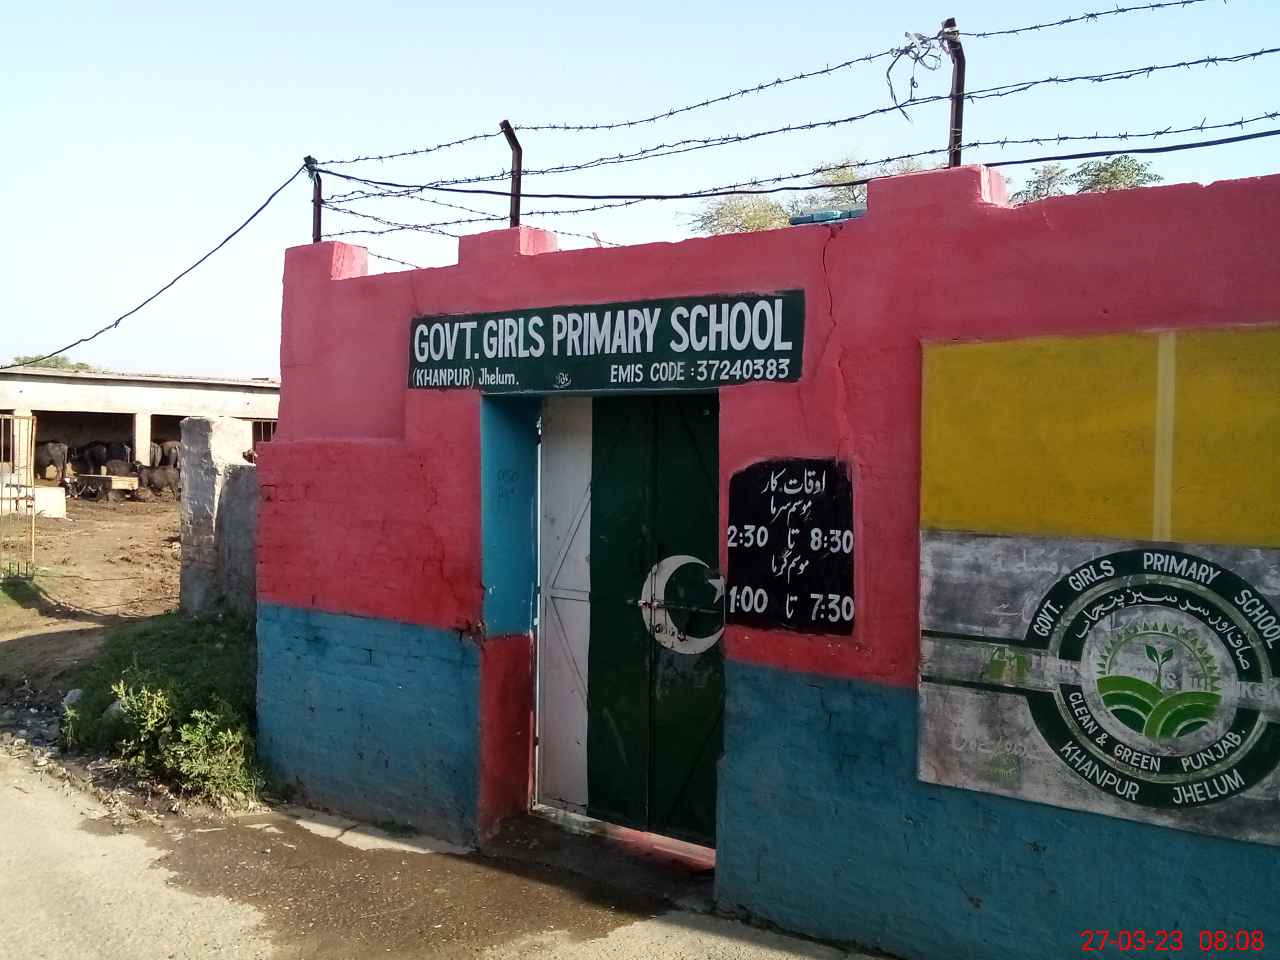 GOVT. GIRLS PRIMARY SCHOOL
(KHANPUR) Jhelum. EMIS CODE : 37240383
اوقات کار
موسم سرما
8:30 تا 2:30
موسم گرما
7:30 تا 1:00
GOVT. GIRLS PRIMARY SCHOOL
صاف اور سرسبز پنجاب
CLEAN & GREEN PUNJAB.
KHANPUR JHELUM
27-03-23 08:08